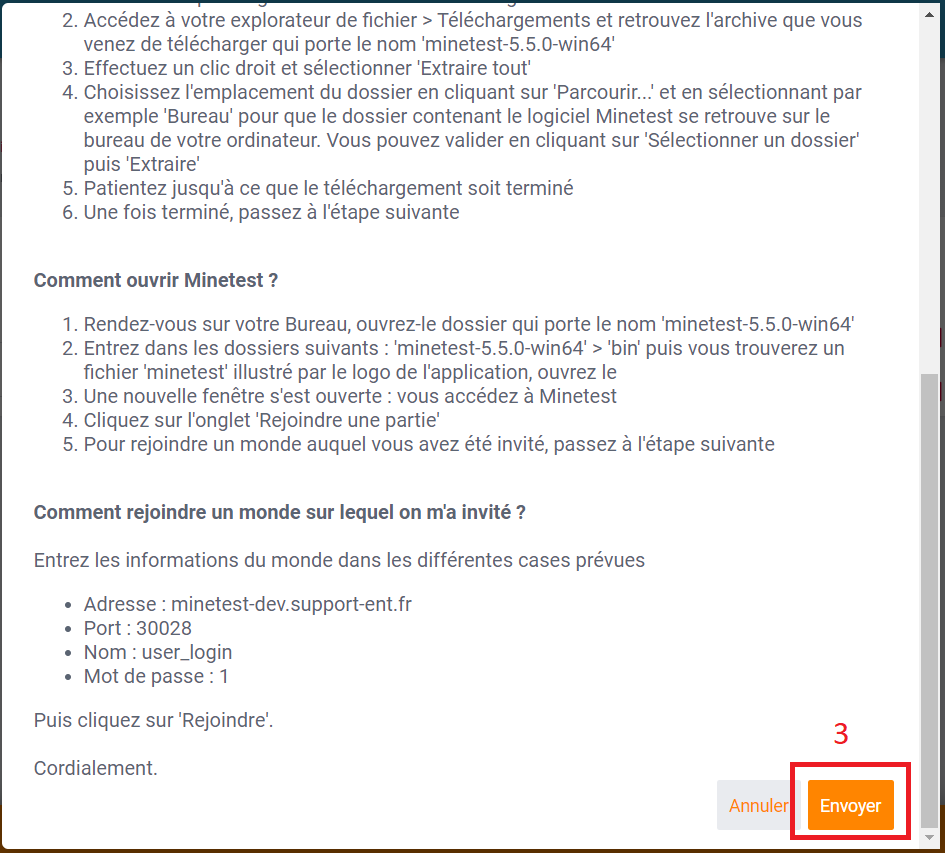 2. Accédez à votre explorateur de fichier > Téléchargements et retrouvez l'archive que vous
venez de télécharger qui porte le nom 'minetest-5.5.0-win64'
3. Effectuez un clic droit et sélectionner 'Extraire tout'
4. Choisissez l'emplacement du dossier en cliquant sur 'Parcourir...' et en sélectionnant par
exemple 'Bureau' pour que le dossier contenant le logiciel Minetest se retrouve sur le
bureau de votre ordinateur. Vous pouvez valider en cliquant sur 'Sélectionner un dossier'
puis 'Extraire'
5. Patientez jusqu'à ce que le téléchargement soit terminé
6. Une fois terminé, passez à l'étape suivante
Comment ouvrir Minetest ?
1. Rendez-vous sur votre Bureau, ouvrez-le dossier qui porte le nom 'minetest-5.5.0-win64'
2. Entrez dans les dossiers suivants : 'minetest-5.5.0-win64' > 'bin' puis vous trouverez un
fichier 'minetest' illustré par le logo de l'application, ouvrez le
3. Une nouvelle fenêtre s'est ouverte : vous accédez à Minetest
4. Cliquez sur l'onglet 'Rejoindre une partie'
5. Pour rejoindre un monde auquel vous avez été invité, passez à l'étape suivante
Comment rejoindre un monde sur lequel on m'a invité ?
Entrez les informations du monde dans les différentes cases prévues
• Adresse : minetest-dev.support-ent.fr
• Port : 30028
• Nom : user_login
• Mot de passe : 1
Puis cliquez sur 'Rejoindre'.
Cordialement.
3
Annuler
Envoyer